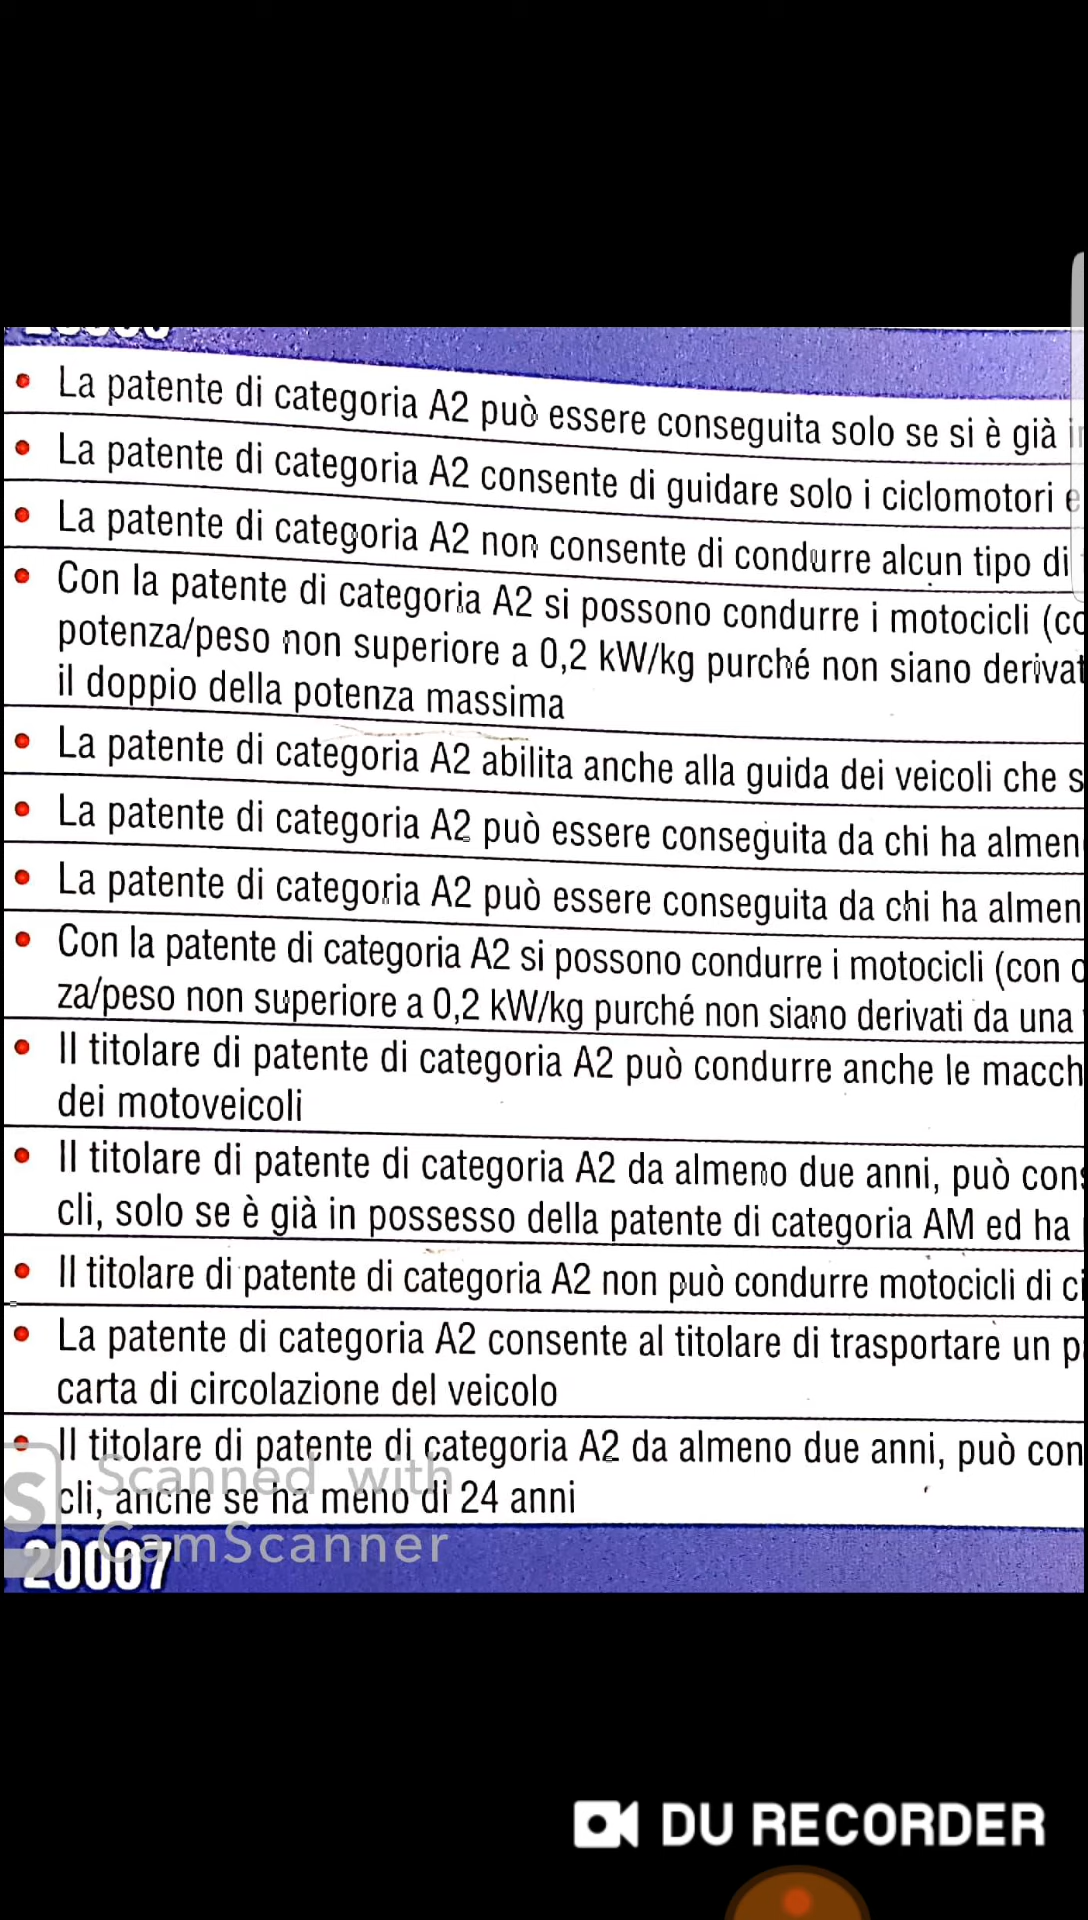 La patente di categoria A2 può essere conseguita solo se si è già
La patente di categoria A2 consente di guidare solo i ciclomotori e
La patente di categoria A2 non consente di condurre alcun tipo di
Con la patente di categoria A2 si possono condurre i motocicli (co
potenza/peso non superiore a 0,2 kW/kg purché non siano derivat
il doppio della potenza massima
La patente di categoria A2 abilita anche alla guida dei veicoli che s
La patente di categoria A2 può essere conseguita da chi ha almen
La patente di categoria A2 può essere conseguita da chi ha almen
Con la patente di categoria A2 si possono condurre i motocicli (con c
za/peso non superiore a 0,2 kW/kg purché non siano derivati da una
Il titolare di patente di categoria A2 può condurre anche le macch
dei motoveicoli
Il titolare di patente di categoria A2 da almeno due anni, può cons
cli, solo se è già in possesso della patente di categoria AM ed ha
Il titolare di patente di categoria A2 non può condurre motocicli di ci
La patente di categoria A2 consente al titolare di trasportare un p
carta di circolazione del veicolo
Il titolare di patente di categoria A2 da almeno due anni, può con
cli, anche se ha meno di 24 anni
Scanned with
CamScanner
20007
DU RECORDER